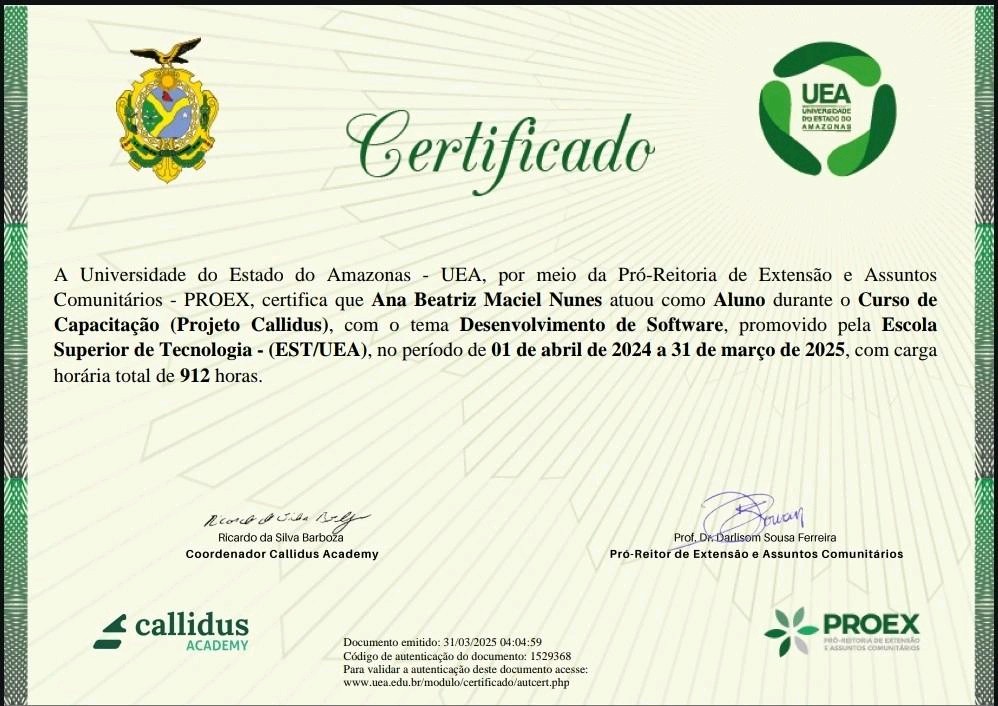 Certificado
UEA
UNIVERSIDADE
DO ESTADO DO
AMAZONAS
A Universidade do Estado do Amazonas - UEA, por meio da Pró-Reitoria de Extensão e Assuntos
Comunitários - PROEX, certifica que Ana Beatriz Maciel Nunes atuou como Aluno durante o Curso de
Capacitação (Projeto Callidus), com o tema Desenvolvimento de Software, promovido pela Escola
Superior de Tecnologia - (EST/UEA), no período de 01 de abril de 2024 a 31 de março de 2025, com carga
horária total de 912 horas.
Ricardo da Silva Barboza
Coordenador Callidus Academy
Prof. Dr. Darlisom Sousa Ferreira
Pró-Reitor de Extensão e Assuntos Comunitários
callidus
ACADEMY
Documento emitido: 31/03/2025 04:04:59
Código de autenticação do documento: 1529368
Para validar a autenticação deste documento acesse:
www.uea.edu.br/modulo/certificado/autcert.php
PROEX
PRÓ-REITORIA DE EXTENSÃO
E ASSUNTOS COMUNITÁRIOS